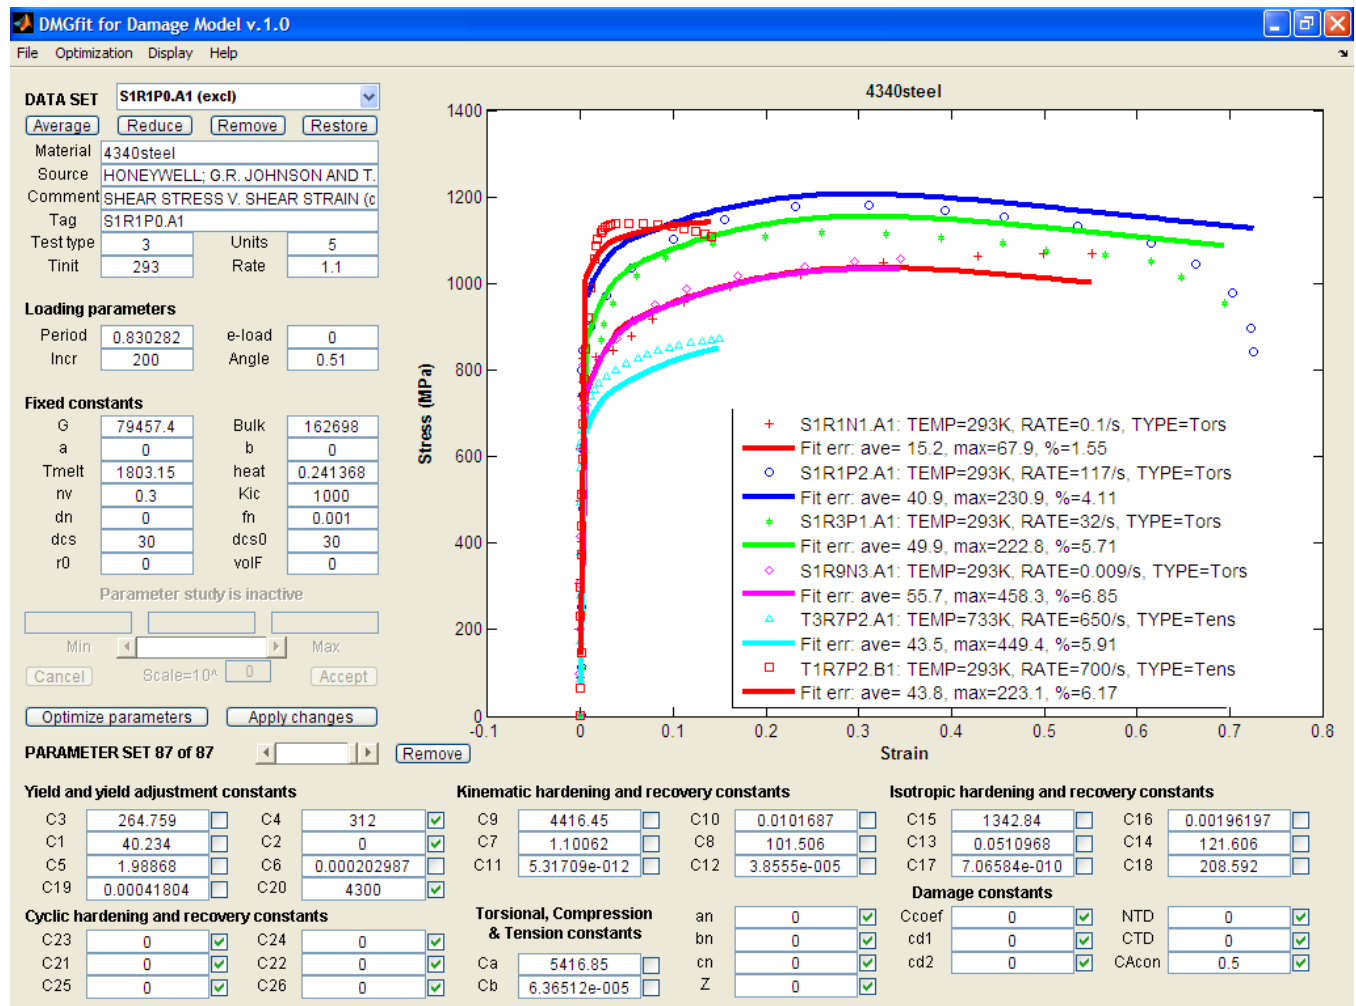 DMGfit for Damage Model v.1.0
File Optimization Display Help
DATA SET S1R1P0.A1 (excl)
Average Reduce Remove Restore
Material 4340steel
Source HONEYWELL; G.R. JOHNSON AND T.
Comment SHEAR STRESS V. SHEAR STRAIN (c
Tag S1R1P0.A1
Test type 3 Units 5
Tinit 293 Rate 1.1
Loading parameters
Period 0.830282 e-load 0
Incr 200 Angle 0.51
Fixed constants
G 79457.4 Bulk 162698
a 0 b 0
Tmelt 1803.15 heat 0.241368
nv 0.3 Kic 1000
dn 0 fn 0.001
dcs 30 dcs0 30
r0 0 volF 0
Parameter study is inactive
Min Max
Cancel Scale=10^ 0 Accept
Optimize parameters Apply changes
PARAMETER SET 87 of 87 Remove
4340steel
Stress (MPa)
1400
1200
1000
800
600
400
200
0
-0.1 0 0.1 0.2 0.3 0.4 0.5 0.6 0.7 0.8
Strain
S1R1N1.A1: TEMP=293K, RATE=0.1/s, TYPE=Tors
Fit err: ave= 15.2, max=67.9, %=1.55
S1R1P2.A1: TEMP=293K, RATE=117/s, TYPE=Tors
Fit err: ave= 40.9, max=230.9, %=4.11
S1R3P1.A1: TEMP=293K, RATE=32/s, TYPE=Tors
Fit err: ave= 49.9, max=222.8, %=5.71
S1R9N3.A1: TEMP=293K, RATE=0.009/s, TYPE=Tors
Fit err: ave= 55.7, max=458.3, %=6.85
T3R7P2.A1: TEMP=733K, RATE=650/s, TYPE=Tens
Fit err: ave= 43.5, max=449.4, %=5.91
T1R7P2.B1: TEMP=293K, RATE=700/s, TYPE=Tens
Fit err: ave= 43.8, max=223.1, %=6.17
Yield and yield adjustment constants
C3 264.759 C4 312
C1 40.234 C2 0
C5 1.98868 C6 0.000202987
C19 0.00041804 C20 4300
Cyclic hardening and recovery constants
C23 0 C24 0
C21 0 C22 0
C25 0 C26 0
Kinematic hardening and recovery constants
C9 4416.45 C10 0.0101687
C7 1.10062 C8 101.506
C11 5.31709e-012 C12 3.8555e-005
Torsional, Compression
& Tension constants
Ca 5416.85
Cb 6.36512e-005
an 0
bn 0
cn 0
Z 0
Isotropic hardening and recovery constants
C15 1342.84 C16 0.00196197
C13 0.0510968 C14 121.606
C17 7.06584e-010 C18 208.592
Damage constants
Ccoef 0 NTD 0
cd1 0 CTD 0
cd2 0 CAcon 0.5